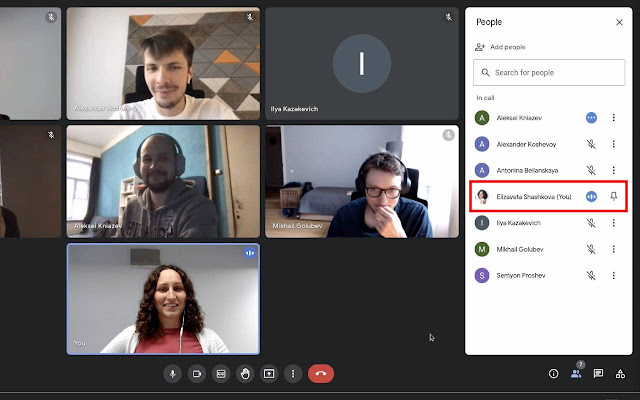 Alexander Koshevoy
I
Ilya Kazakevich
Aleksei Kniazev
Mikhail Golubev
You
People
Add people
Search for people
In call
A
Aleksei Kniazev
A
Alexander Koshevoy
A
Antonina Belianskaya
Elizaveta Shashkova (You)
I
Ilya Kazakevich
M
Mikhail Golubev
S
Semyon Proshev
CC
7